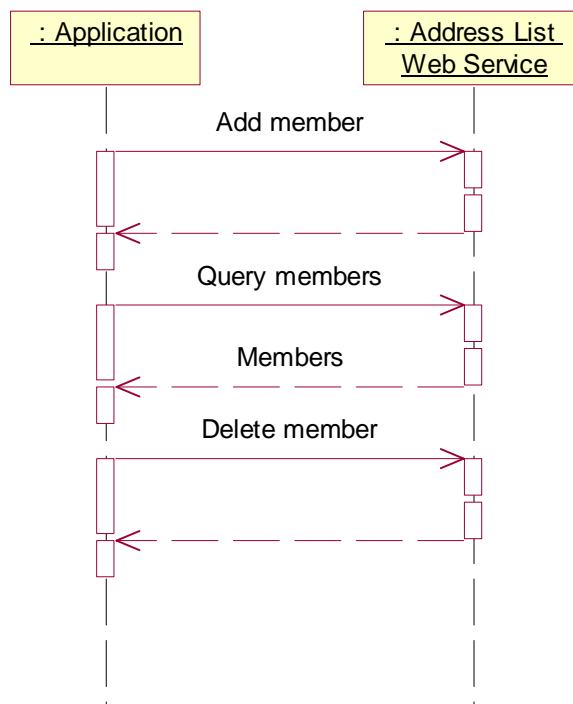 : Application
: Address List
Web Service
Add member
Query members
Members
Delete member